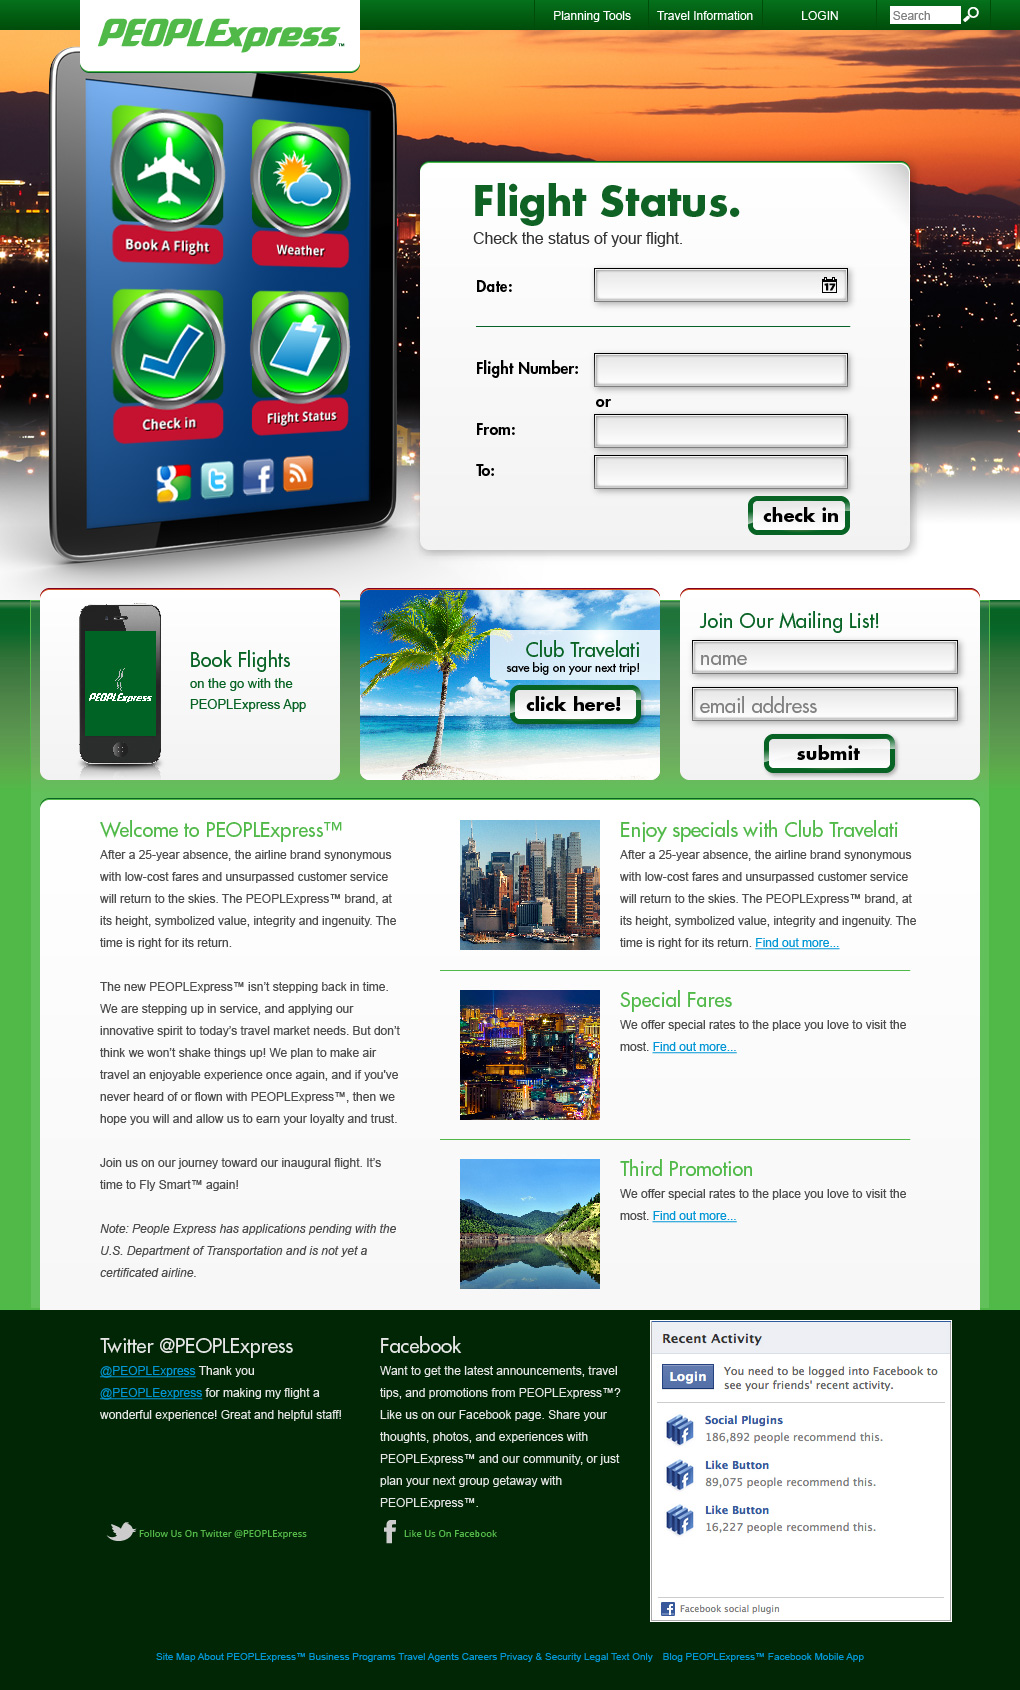 Planning Tools
Travel Information
LOGIN
Search
PEOPLExpress™
Book A Flight
Weather
Check in
Flight Status
Flight Status.
Check the status of your flight.
Date:
17
Flight Number:
or
From:
To:
check in
PEOPLExpress
Book Flights
on the go with the
PEOPLExpress App
Club Travelati
save big on your next trip!
click here!
Join Our Mailing List!
name
email address
submit
Welcome to PEOPLExpress™
After a 25-year absence, the airline brand synonymous
with low-cost fares and unsurpassed customer service
will return to the skies. The PEOPLExpress™ brand, at
its height, symbolized value, integrity and ingenuity. The
time is right for its return.
The new PEOPLExpress™ isn't stepping back in time.
We are stepping up in service, and applying our
innovative spirit to today's travel market needs. But don't
think we won't shake things up! We plan to make air
travel an enjoyable experience once again, and if you've
never heard of or flown with PEOPLExpress™, then we
hope you will and allow us to earn your loyalty and trust.
Join us on our journey toward our inaugural flight. It's
time to Fly Smart™ again!
Note: People Express has applications pending with the
U.S. Department of Transportation and is not yet a
certificated airline.
Enjoy specials with Club Travelati
After a 25-year absence, the airline brand synonymous
with low-cost fares and unsurpassed customer service
will return to the skies. The PEOPLExpress™ brand, at
its height, symbolized value, integrity and ingenuity. The
time is right for its return. Find out more...
Special Fares
We offer special rates to the place you love to visit the
most. Find out more...
Third Promotion
We offer special rates to the place you love to visit the
most. Find out more...
Twitter @PEOPLExpress
@PEOPLExpress Thank you
@PEOPLEexpress for making my flight a
wonderful experience! Great and helpful staff!
Follow Us On Twitter @PEOPLExpress
Facebook
Want to get the latest announcements, travel
tips, and promotions from PEOPLExpress™?
Like us on our Facebook page. Share your
thoughts, photos, and experiences with
PEOPLExpress™ and our community, or just
plan your next group getaway with
PEOPLExpress™.
Like Us On Facebook
Recent Activity
Login
You need to be logged into Facebook to
see your friends' recent activity.
Social Plugins
186,892 people recommend this.
Like Button
89,075 people recommend this.
Like Button
16,227 people recommend this.
Facebook social plugin
Site Map About PEOPLExpress™ Business Programs Travel Agents Careers Privacy & Security Legal Text Only Blog PEOPLExpress™ Facebook Mobile App